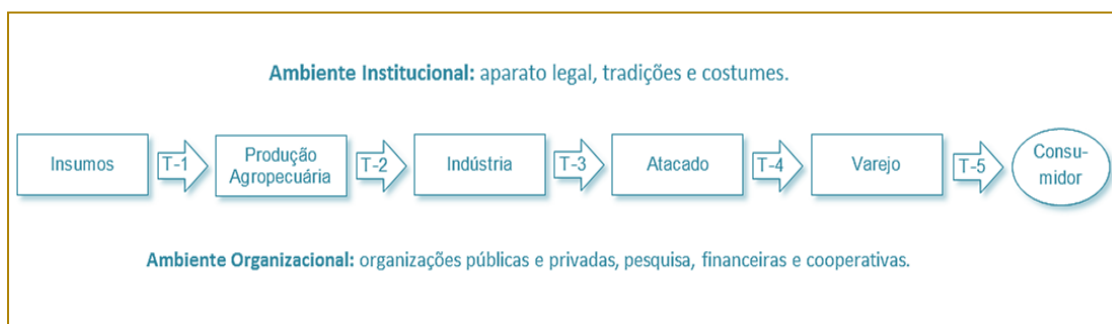 Ambiente Institucional: aparato legal, tradições e costumes.
Insumos
T-1
Produção
Agropecuária
T-2
Indústria
T-3
Atacado
T-4
Varejo
T-5
Consu-
midor
Ambiente Organizacional: organizações públicas e privadas, pesquisa, financeiras e cooperativas.